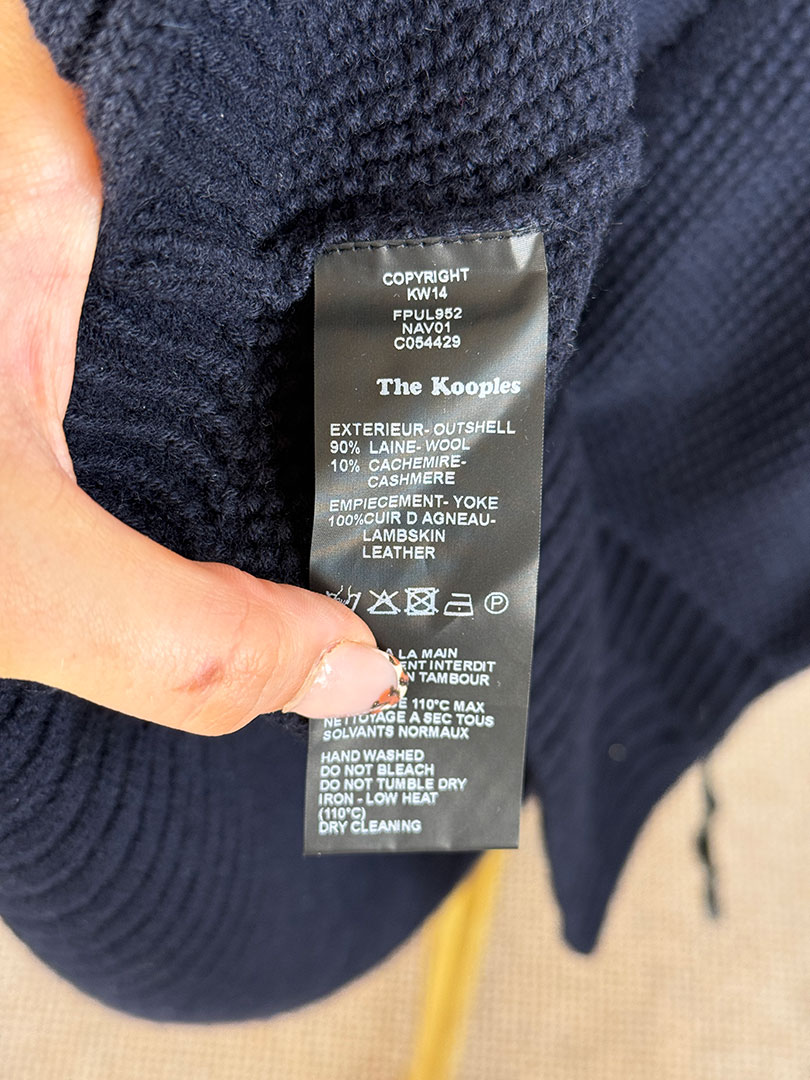 COPYRIGHT
KW14
FPUL952
NAV01
C054429
The Kooples
EXTERIEUR- OUTSHELL
90% LAINE- WOOL
10% CACHEMIRE-
CASHMERE
EMPIECEMENT- YOKE
100%CUIR D AGNEAU-
LAMBSKIN
LEATHER
P
A LA MAIN
INTERDIT
TAMBOUR
110°C MAX
NETTOYAGE A SEC TOUS
SOLVANTS NORMAUX
HAND WASHED
DO NOT BLEACH
DO NOT TUMBLE DRY
IRON - LOW HEAT
(110°C)
DRY CLEANING